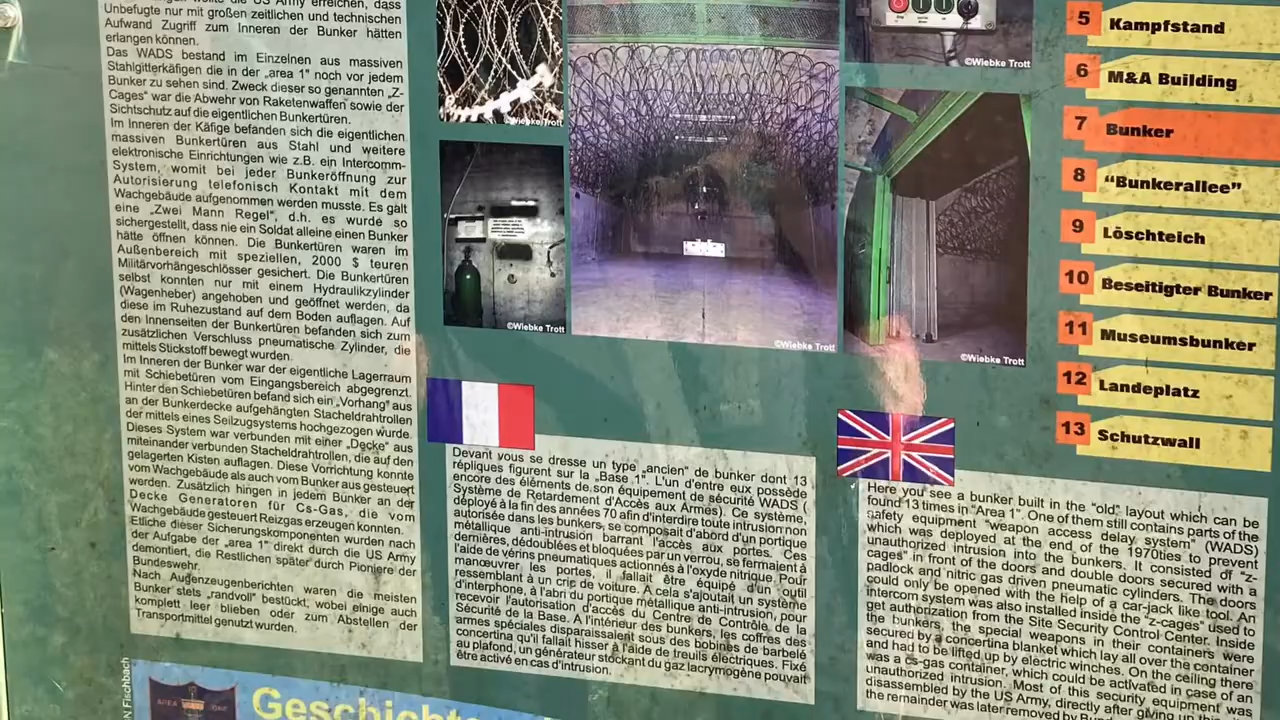 die US Army erreichen, dass
Unbefugte nur mit großen zeitlichen und technischen
Aufwand Zugriff zum Inneren der Bunker hätten
erlangen können.
Das WADS bestand im Einzelnen aus massiven
Stahlgitterkäfigen die in der „area 1" noch vor jedem
Bunker zu sehen sind. Zweck dieser so genannten „Z-
Cages" war die Abwehr von Raketenwaffen sowie der
Sichtschutz auf die eigentlichen Bunkertüren.
Im Inneren der Käfige befanden sich die eigentlichen
massiven Bunkertüren aus Stahl und weitere
elektronische Einrichtungen wie z.B. ein Intercomm-
System, womit bei jeder Bunkeröffnung zur
Autorisierung telefonisch Kontakt mit dem
Wachgebäude aufgenommen werden musste. Es galt
eine „Zwei Mann Regel", d.h. es wurde so
sichergestellt, dass nie ein Soldat alleine einen Bunker
hätte öffnen können. Die Bunkertüren waren im
Außenbereich mit speziellen, 2000 $ teuren
Militärvorhängeschlösser gesichert. Die Bunkertüren
selbst konnten nur mit einem Hydraulikzylinder
(Wagenheber) angehoben und geöffnet werden, da
diese im Ruhezustand auf dem Boden auflagen. Auf
den Innenseiten der Bunkertüren befanden sich zum
zusätzlichen Verschluss pneumatische Zylinder, die
mittels Stickstoff bewegt wurden.
Im Inneren der Bunker war der eigentliche Lagerraum
mit Schiebetüren vom Eingangsbereich abgegrenzt.
Hinter den Schiebetüren befand sich ein „Vorhang" aus
an der Bunkerdecke aufgehängten Stacheldrahtrollen
der mittels eines Seilzugsystems hochgezogen wurde.
Dieses System war verbunden mit einer „Decke" aus
miteinander verbunden Stacheldrahtrollen, die auf den
gelagerten Kisten auflagen. Diese Vorrichtung konnte
vom Wachgebäude als auch vom Bunker aus gesteuert
werden. Zusätzlich hingen in jedem Bunker an der
Decke Generatoren für Cs-Gas, die vom
Wachgebäude gesteuert Reizgas erzeugen konnten.
Etliche dieser Sicherungskomponenten wurden nach
der Aufgabe der „area 1" direkt durch die US Army
demontiert, die Restlichen später durch Pioniere der
Bundeswehr.
Nach Augenzeugenberichten waren die meisten
Bunker stets „randvoll" bestückt, wobei einige auch
komplett leer blieben oder zum Abstellen der
Transportmittel genutzt wurden.
©Wiebke Trott
©Wiebke Trott
©Wiebke Trott
©Wiebke Trott
©Wiebke Trott
5 Kampfstand
6 M&A Building
7 Bunker
8 “Bunkerallee”
9 Löschteich
10 Beseitigter Bunker
11 Museumsbunker
12 Landeplatz
13 Schutzwall
Devant vous se dresse un type „ancien" de bunker dont 13
répliques figurent sur la „Base 1". L'un d'entre eux possède
encore des éléments de son équipement de sécurité WADS (
Système de Retardement d'Accès aux Armes). Ce système,
déployé à la fin des années 70 afin d'interdire toute intrusion non
autorisée dans les bunkers, se composait d'abord d'un portique
métallique anti-intrusion barrant l'accès aux portes. Ces
dernières, dédoublées et bloquées par un verrou, se fermaient à
l'aide de vérins pneumatiques actionnés à l'oxyde nitrique. Pour
manœuvrer les portes, il fallait être équipé d'un outil
ressemblant à un cric de voiture. A cela s'ajoutait un système
d'interphone, à l'abri du portique métallique anti-intrusion, pour
recevoir l'autorisation d'accès du Centre de Contrôle de la
Sécurité de la Base. A l'intérieur des bunkers, les coffres des
armes spéciales disparaissaient sous des bobines de barbelé
concertina qu'il fallait hisser à l'aide de treuils électriques. Fixé
au plafond, un générateur stockant du gaz lacrymogène pouvait
être activé en cas d'intrusion.
Here you see a bunker built in the "old" layout which can be
found 13 times in "Area 1". One of them still contains parts of the
safety equipment "weapon access delay system" (WADS)
which was deployed at the end of the 1970ties to prevent
unauthorized intrusion into the bunkers. It consisted of "z-
cages" in front of the doors and double doors secured with a
padlock and nitric gas driven pneumatic cylinders. The doors
could only be opened with the help of a car-jack like tool. An
intercom system was also installed inside the "z-cages" used to
get authorization from the Site Security Control Center. Inside
the bunkers, the special weapons in their containers were
secured by a concertina blanket which lay all over the container
and had to be lifted up by electric winches. On the ceiling there
was a cs-gas container, which could be activated in case of an
unauthorized intrusion. Most of this security equipment was
disassembled by the US Army, directly after giving up
the remainder was later removed by
N Fischbach
AREA
Geschichts